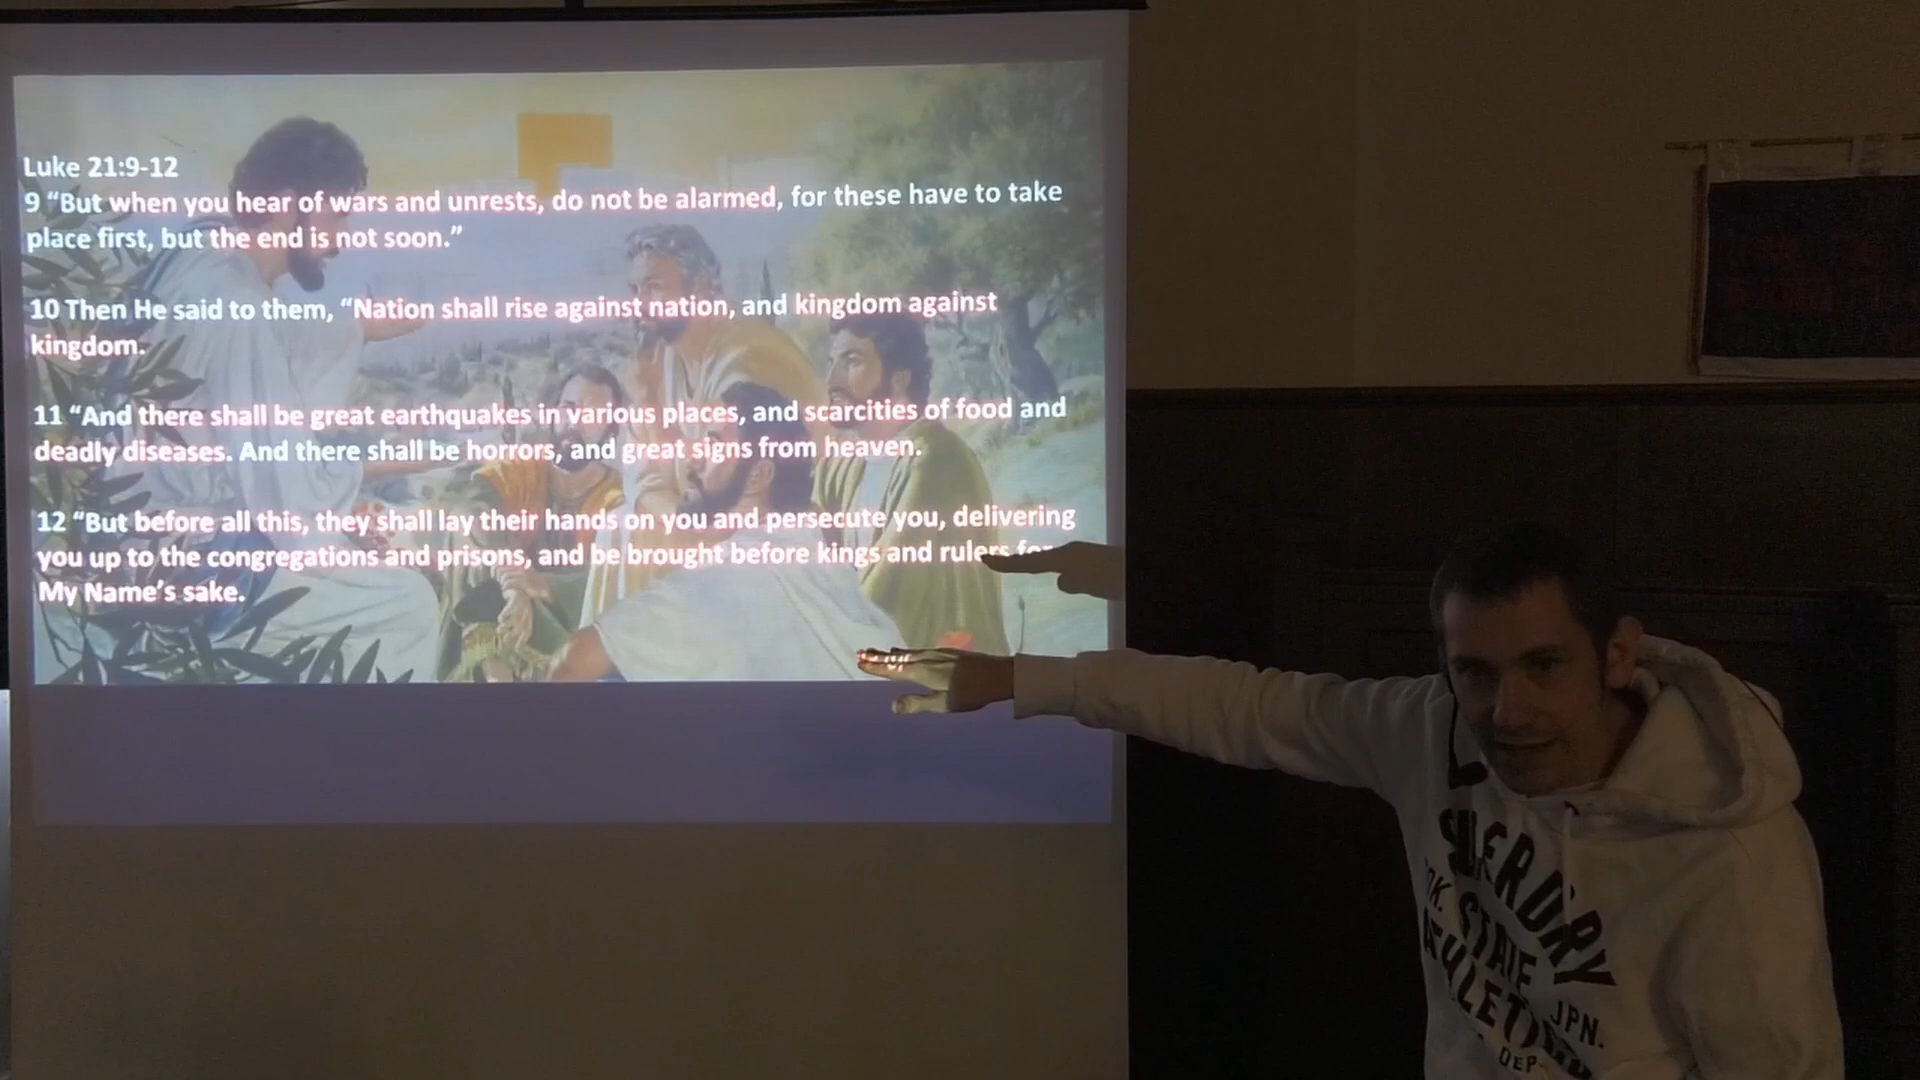 Luke 21:9-12
9 “But when you hear of wars and unrests, do not be alarmed, for these have to take
place first, but the end is not soon.”
10 Then He said to them, “Nation shall rise against nation, and kingdom against
kingdom.
11 “And there shall be great earthquakes in various places, and scarcities of food and
deadly diseases. And there shall be horrors, and great signs from heaven.
12 “But before all this, they shall lay their hands on you and persecute you, delivering
you up to the congregations and prisons, and be brought before kings and rulers for
My Name’s sake.
SUPERDRY
STATE
JPN.